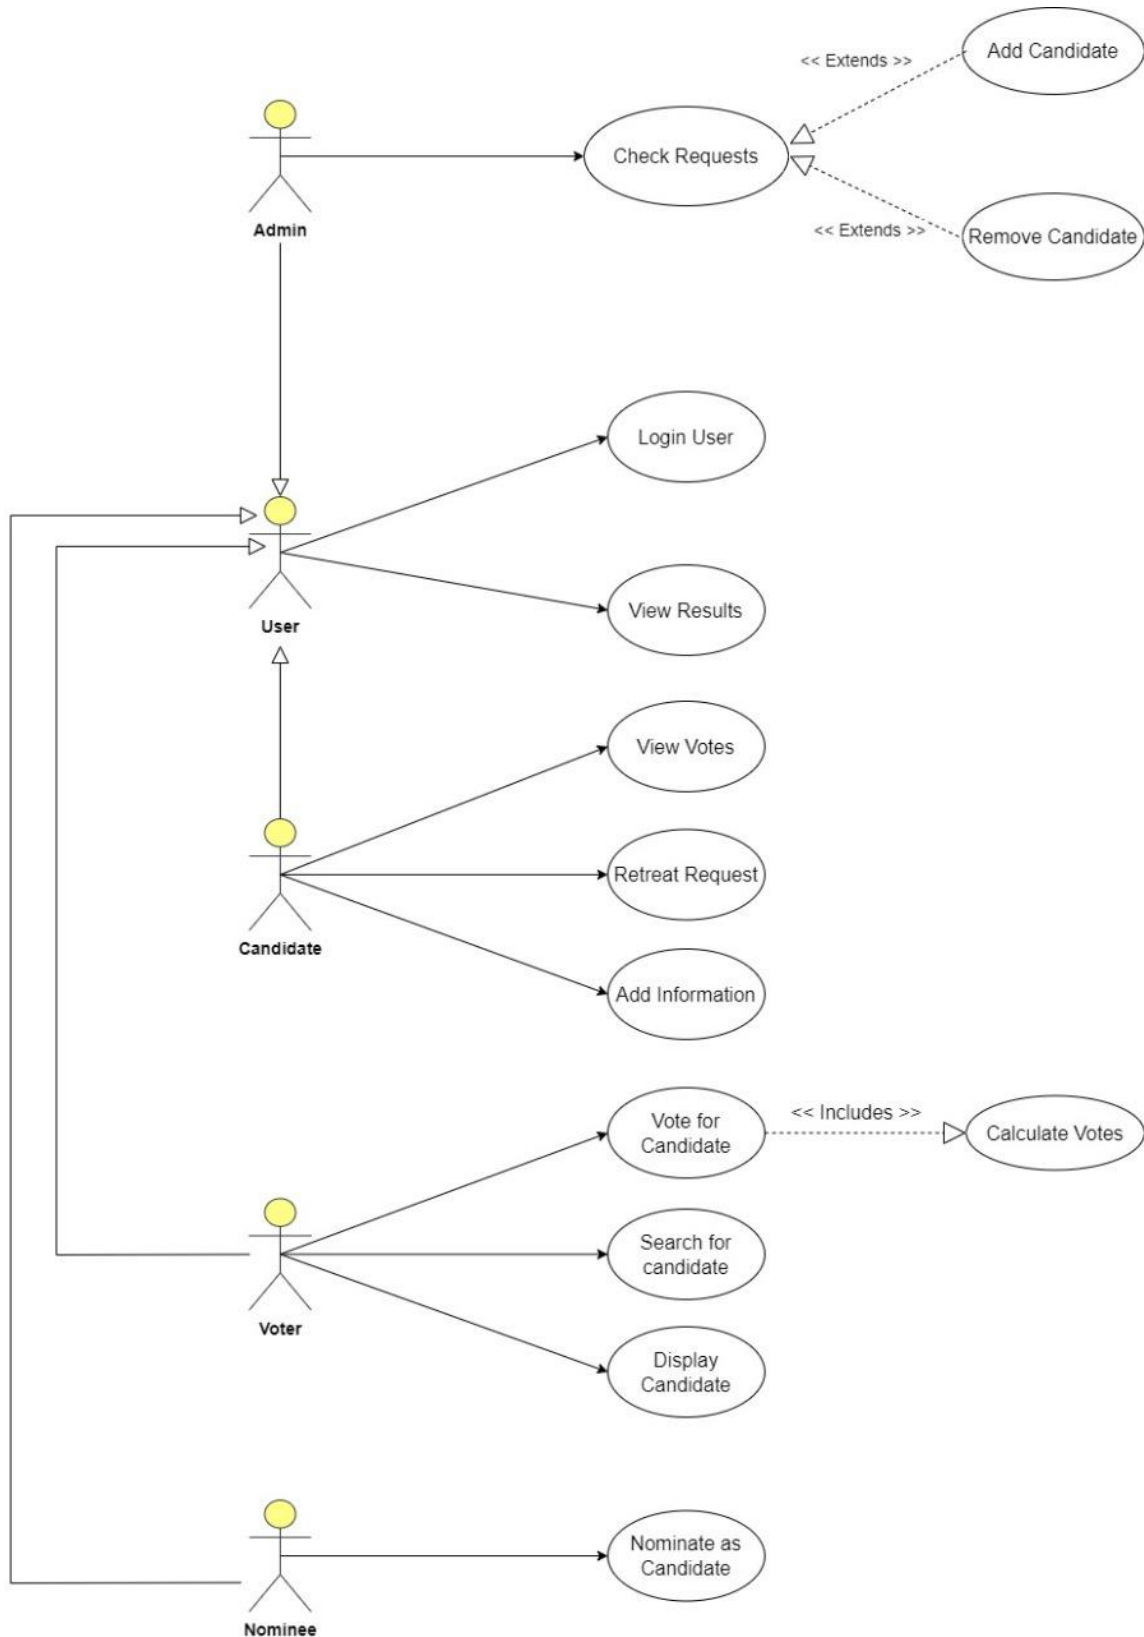 Add Candidate
<< Extends >>
Check Requests
Admin
<< Extends >>
Remove Candidate
Login User
View Results
User
View Votes
Retreat Request
Candidate
Add Information
Vote for
Candidate
<< Includes >>
Calculate Votes
Search for
candidate
Voter
Display
Candidate
Nominate as
Candidate
Nominee